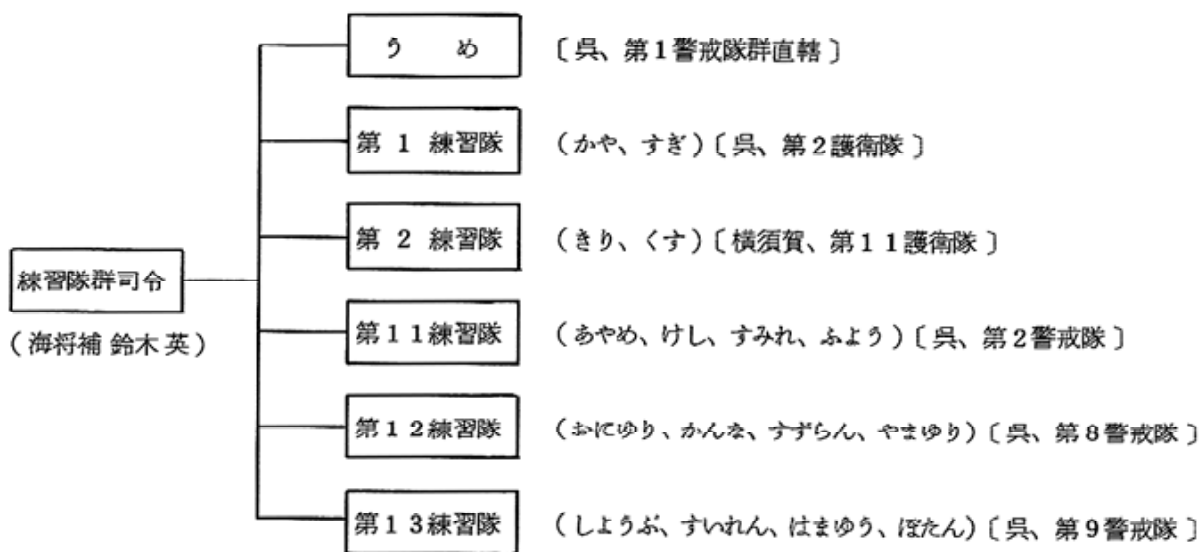 うめ 〔呉、第1警戒隊群直轄〕
第1練習隊 (かや、すぎ)〔呉、第2護衛隊〕
第2練習隊 (きり、くす)〔横須賀、第11護衛隊〕
練習隊群司令
(海将補 鈴木英)
第11練習隊 (あやめ、けし、すみれ、ふよう)〔呉、第2警戒隊〕
第12練習隊 (おにゆり、かんな、すずらん、やまゆり)〔呉、第8警戒隊〕
第13練習隊 (しようぶ、すいれん、はまゆう、ぼたん)〔呉、第9警戒隊〕